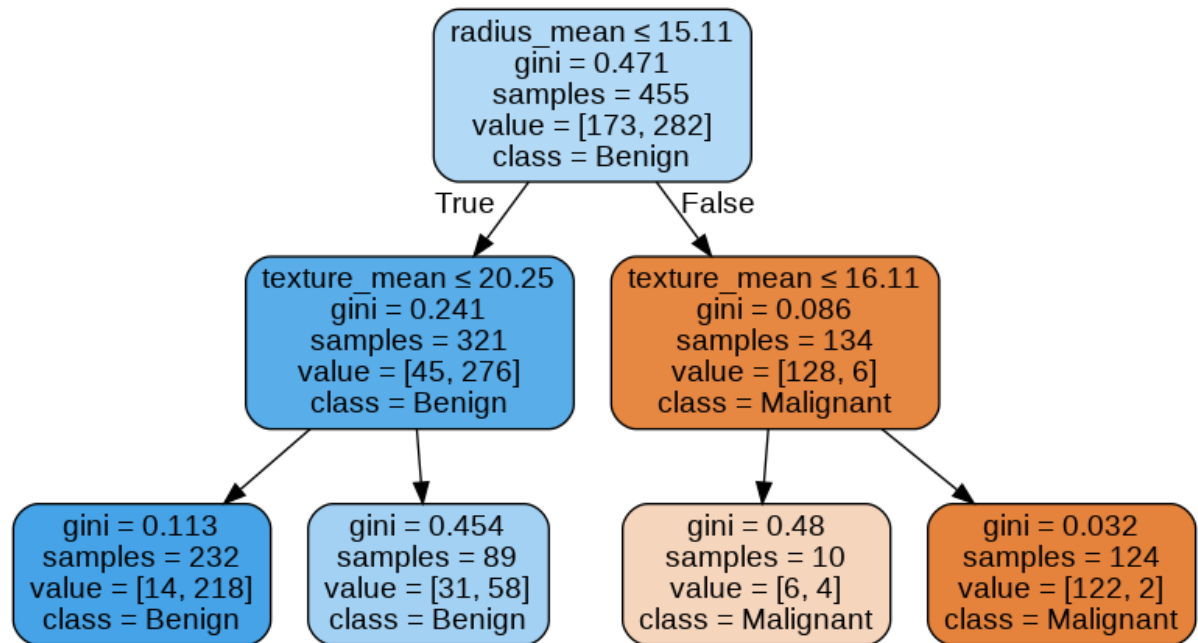 radius_mean ≤ 15.11
gini = 0.471
samples = 455
value = [173, 282]
class = Benign
True
False
texture_mean ≤ 20.25
gini = 0.241
samples = 321
value = [45, 276]
class = Benign
texture_mean ≤ 16.11
gini = 0.086
samples = 134
value = [128, 6]
class = Malignant
gini = 0.113
samples = 232
value = [14, 218]
class = Benign
gini = 0.454
samples = 89
value = [31, 58]
class = Benign
gini = 0.48
samples = 10
value = [6, 4]
class = Malignant
gini = 0.032
samples = 124
value = [122, 2]
class = Malignant